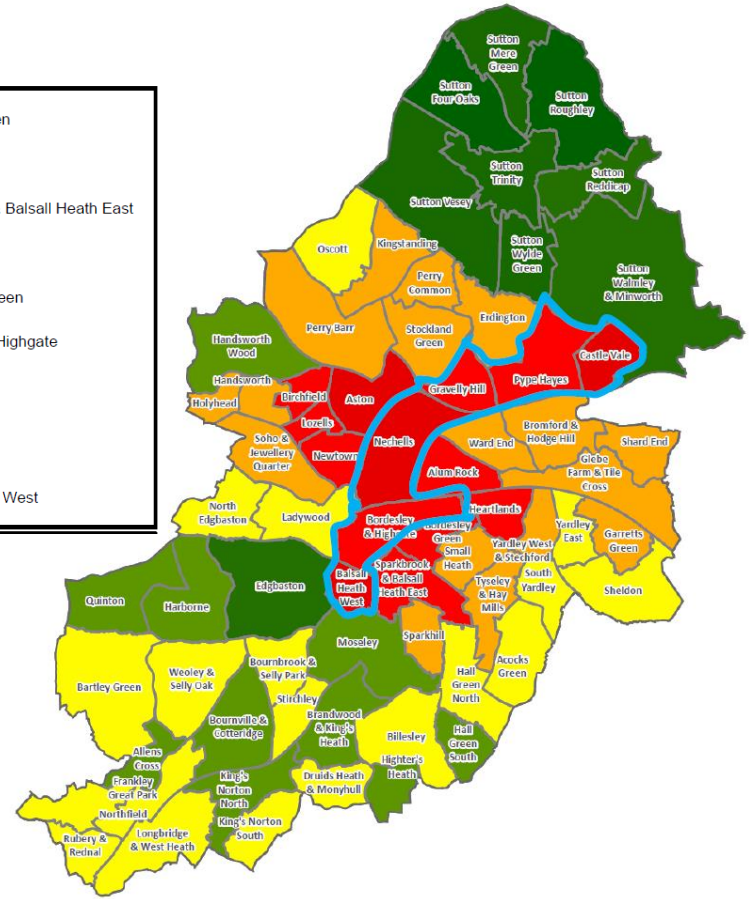 en
Balsall Heath East
een
Highgate
West
Sutton
Mere
Green
Sutton
Four Oaks
Sutton
Roughley
Sutton
Trinity
Sutton
Reddicap
Sutton Vesey
Sutton
Wylde
Green
Sutton
Walmley
& Minworth
Oscott
Kingstanding
Perry
Common
Erdington
Perry Barr
Stockland
Green
Handsworth
Wood
Castle Vale
Pype Hayes
Gravelly Hill
Handsworth
Holyhead
Birchfield
Aston
Lozells
Soho &
Jewellery
Quarter
Newtown
Nechells
Ward End
Bromford &
Hodge Hill
Shard End
Glebe
Farm & Tile
Cross
Alum Rock
North
Edgbaston
Ladywood
Bordesley
& Highgate
Bordesley
Green
Heartlands
Yardley
East
Garretts
Green
Small
Heath
Yardley West
& Stechford
Edgbaston
Balsall
Heath
West
Sparkbrook
& Balsall
Heath East
Tyseley
& Hay
Mills
South
Yardley
Sheldon
Quinton
Harborne
Moseley
Sparkhill
Acocks
Green
Hall
Green
North
Bartley Green
Weoley &
Selly Oak
Bournbrook &
Selly Park
Stirchley
Bournville &
Cotteridge
Brandwood
& King's
Heath
Billesley
Hall
Green
South
Allens
Cross
Frankley
Great Park
King's
Norton
North
Druids Heath
& Monyhull
Highter's
Heath
Northfield
King's Norton
South
Rubery &
Rednal
Longbridge
& West Heath